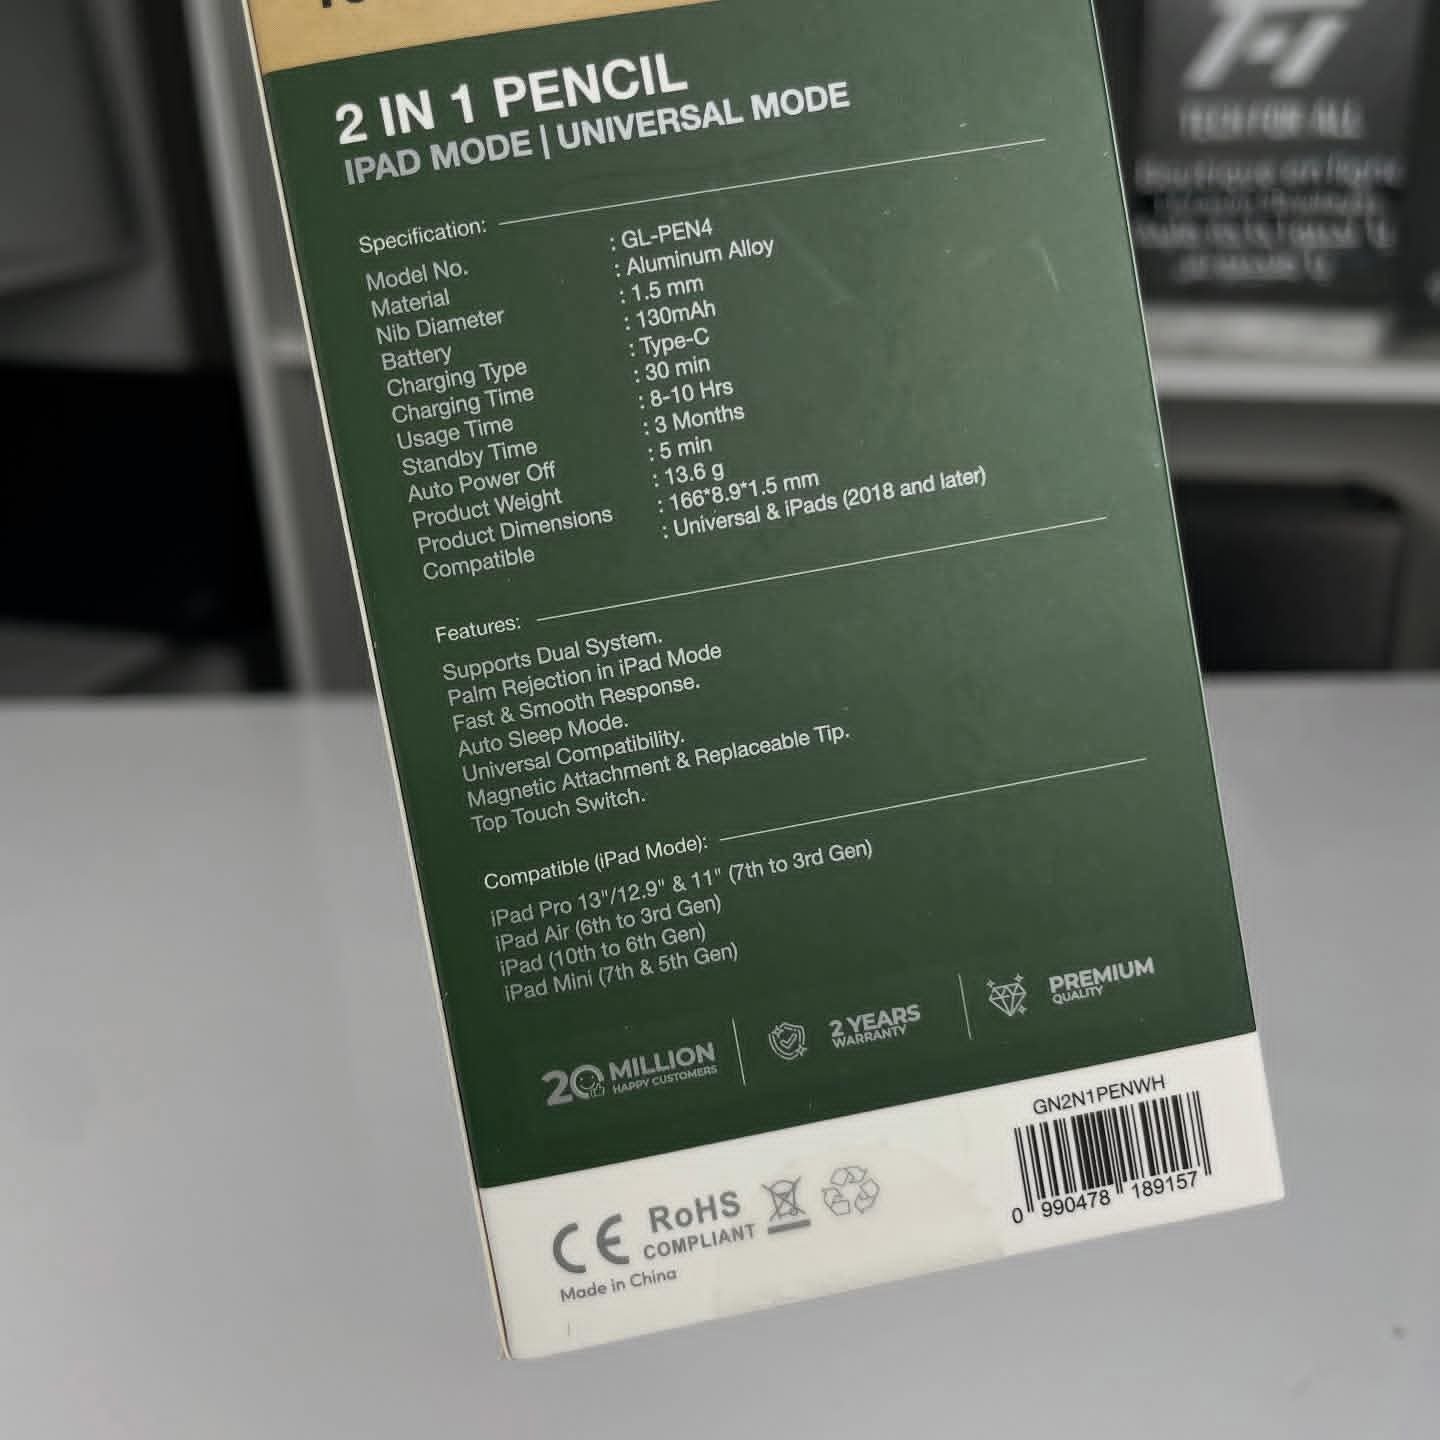 2 IN 1 PENCIL
IPAD MODE | UNIVERSAL MODE
Specification:
Model No. : GL-PEN4
Material : Aluminum Alloy
Nib Diameter : 1.5 mm
Battery : 130mAh
Charging Type : Type-C
Charging Time : 30 min
Usage Time : 8-10 Hrs
Standby Time : 3 Months
Auto Power Off : 5 min
Product Weight : 13.6 g
Product Dimensions : 166*8.9*1.5 mm
Compatible : Universal & iPads (2018 and later)
Features:
Supports Dual System.
Palm Rejection in iPad Mode
Fast & Smooth Response.
Auto Sleep Mode.
Universal Compatibility.
Magnetic Attachment & Replaceable Tip.
Top Touch Switch.
Compatible (iPad Mode):
iPad Pro 13"/12.9" & 11" (7th to 3rd Gen)
iPad Air (6th to 3rd Gen)
iPad (10th to 6th Gen)
iPad Mini (7th & 5th Gen)
20 MILLION
HAPPY CUSTOMERS
2 YEARS
WARRANTY
PREMIUM
QUALITY
GN2N1PENWH
0 990478 189157
CE RoHS
COMPLIANT
Made in China
TECH FOR ALL
Boutique en ligne